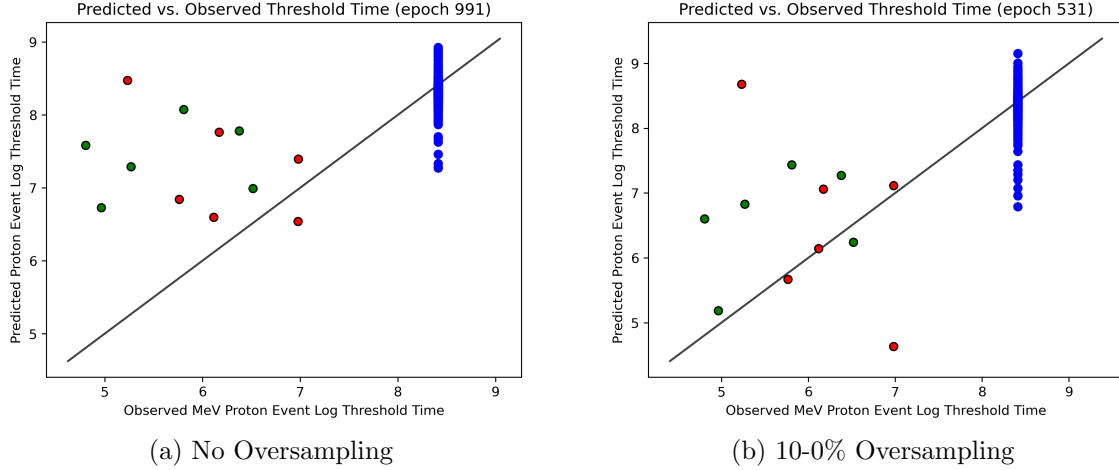 Predicted vs. Observed Threshold Time (epoch 991)
Predicted Proton Event Log Threshold Time
9
8
7
6
5
5 6 7 8 9
Observed MeV Proton Event Log Threshold Time
(a) No Oversampling
Predicted vs. Observed Threshold Time (epoch 531)
Predicted Proton Event Log Threshold Time
9
8
7
6
5
5 6 7 8 9
Observed MeV Proton Event Log Threshold Time
(b) 10-0% Oversampling